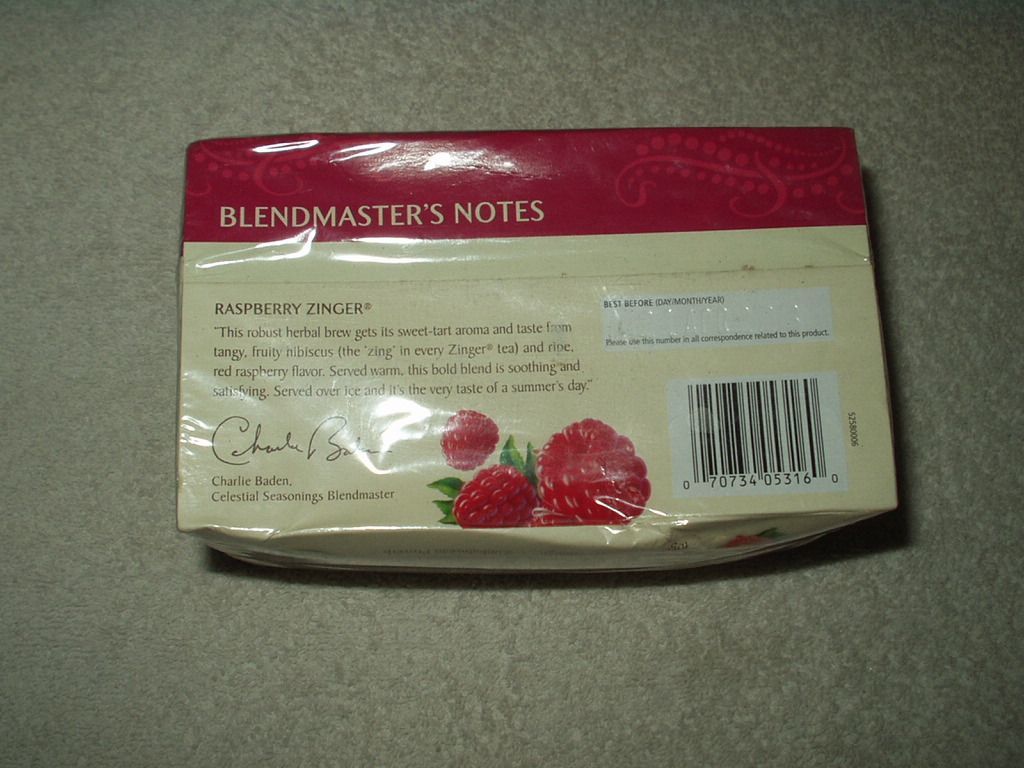 BLENDMASTER'S NOTES
RASPBERRY ZINGER®
"This robust herbal brew gets its sweet-tart aroma and taste from
tangy, fruity hibiscus (the 'zing' in every Zinger® tea) and ripe,
red raspberry flavor. Served warm, this bold blend is soothing and
satisfying. Served over ice and it's the very taste of a summer's day."
Charlie Baden
Charlie Baden,
Celestial Seasonings Blendmaster
BEST BEFORE (DAY/MONTH/YEAR)
Please use this number in all correspondence related to this product.
52580006
0 70734 05316 0